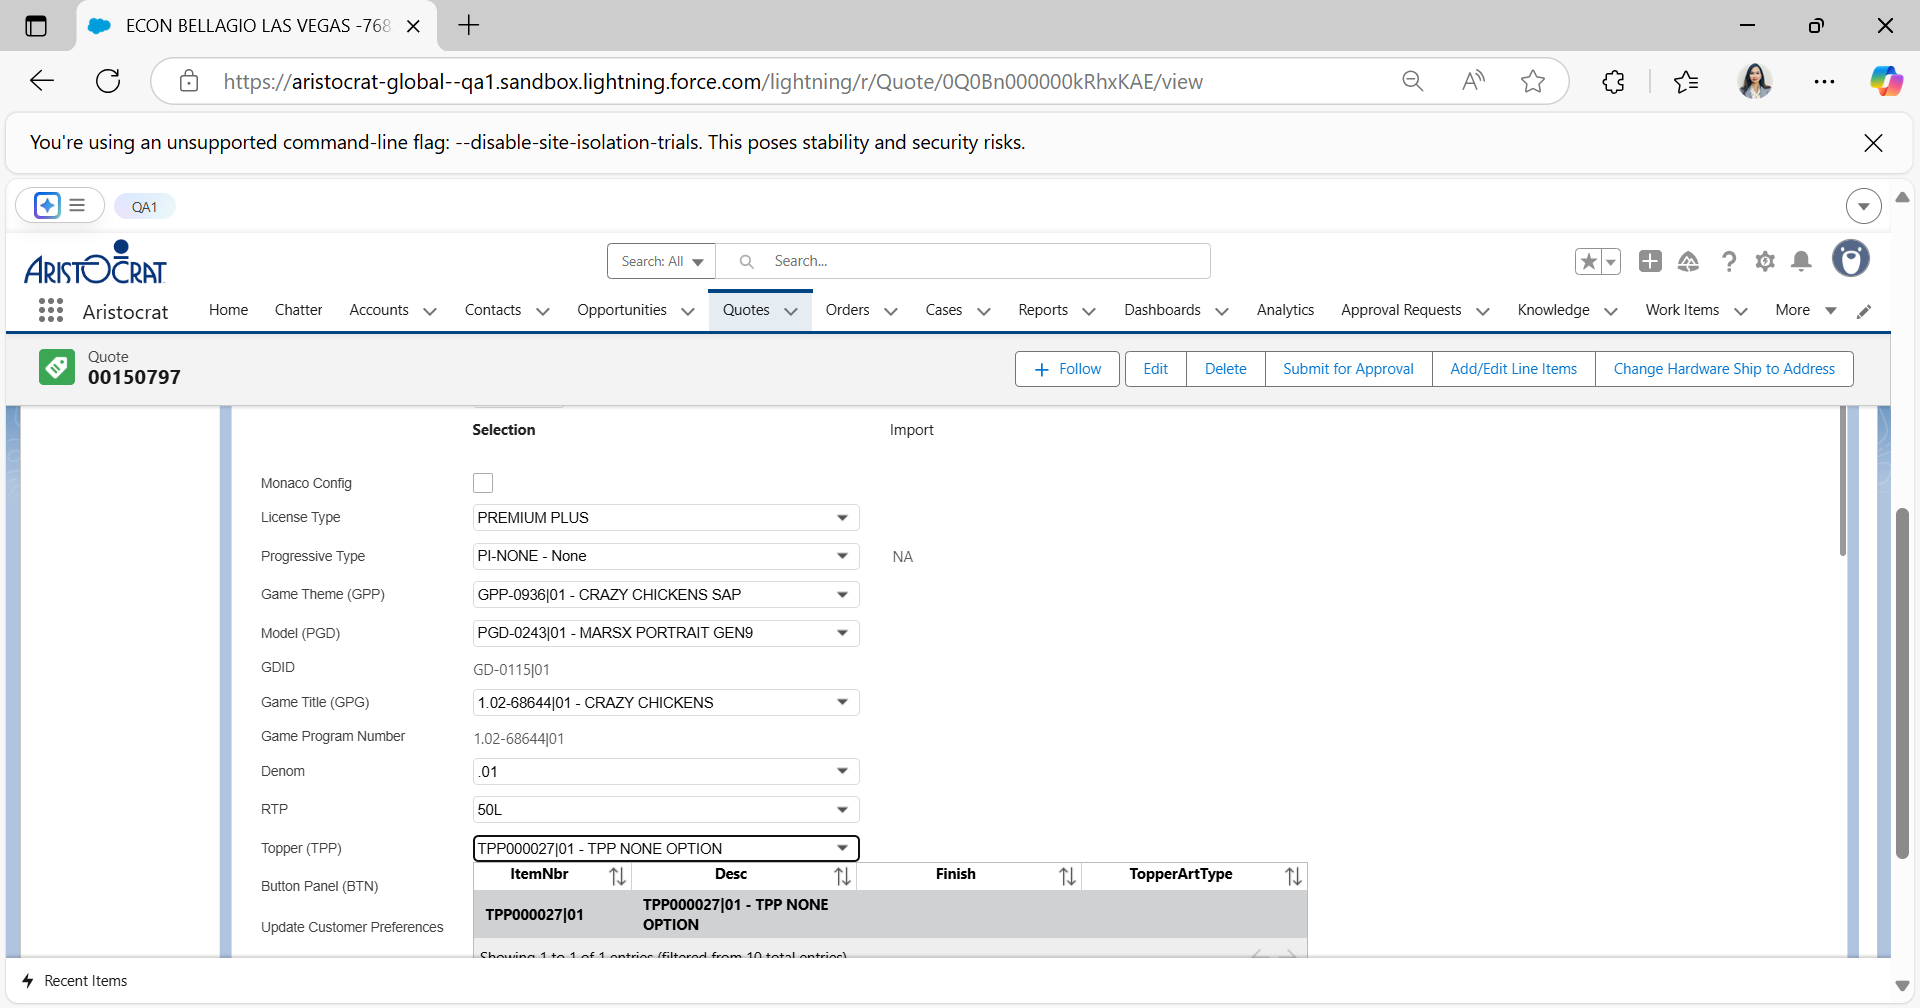 ECON BELLAGIO LAS VEGAS -768
https://aristocrat-global--qa1.sandbox.lightning.force.com/lightning/r/Quote/0Q0Bn000000kRhxKAE/view
You're using an unsupported command-line flag: --disable-site-isolation-trials. This poses stability and security risks.
QA1
ARISTOCRAT
Search: All
Search...
Aristocrat
Home
Chatter
Accounts
Contacts
Opportunities
Quotes
Orders
Cases
Reports
Dashboards
Analytics
Approval Requests
Knowledge
Work Items
More
Quote
00150797
Follow
Edit
Delete
Submit for Approval
Add/Edit Line Items
Change Hardware Ship to Address
Selection
Import
Monaco Config
License Type
PREMIUM PLUS
Progressive Type
PI-NONE - None
NA
Game Theme (GPP)
GPP-0936|01 - CRAZY CHICKENS SAP
Model (PGD)
PGD-0243|01 - MARSX PORTRAIT GEN9
GDID
GD-0115|01
Game Title (GPG)
1.02-68644|01 - CRAZY CHICKENS
Game Program Number
1.02-68644|01
Denom
.01
RTP
50L
Topper (TPP)
TPP000027|01 - TPP NONE OPTION
ItemNbr
Desc
Finish
TopperArtType
Button Panel (BTN)
TPP000027|01
TPP000027|01 - TPP NONE
OPTION
Update Customer Preferences
Showing 1 to 1 of 1 entries (filtered from 10 total entries)
Recent Items